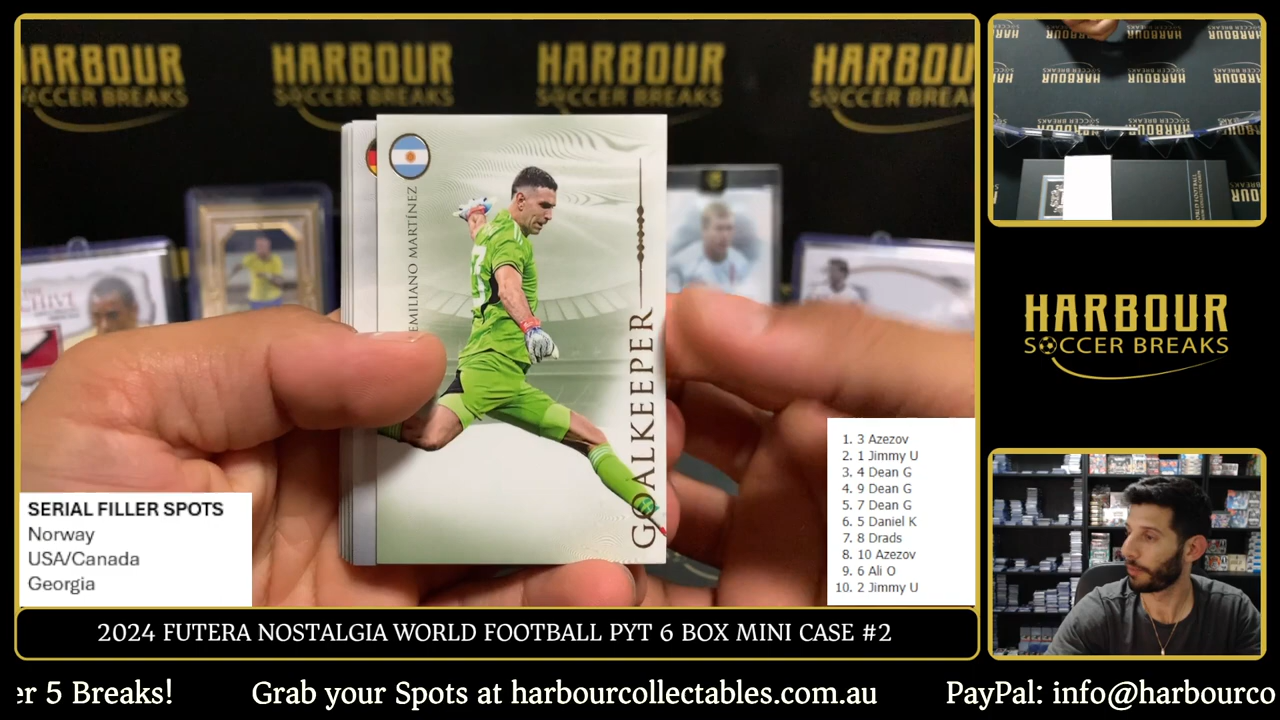 HARBOUR HARBOUR HARBOUR HARBOUR
SOCCER BREAKS SOCCER BREAKS SOCCER BREAKS SOCCER BREAK
EMILIANO MARTÍNEZ
GOALKEEPER
SERIAL FILLER SPOTS
Norway
USA/Canada
Georgia
1. 3 Azezov
2. 1 Jimmy U
3. 4 Dean G
4. 9 Dean G
5. 7 Dean G
6. 5 Daniel K
7. 8 Drads
8. 10 Azezov
9. 6 Ali O
10. 2 Jimmy U
HARBOUR
SOCCER BREAKS
2024 FUTERA NOSTALGIA WORLD FOOTBALL PYT 6 BOX MINI CASE #2
er 5 Breaks! Grab your Spots at harbourcollectables.com.au PayPal: info@harbourco